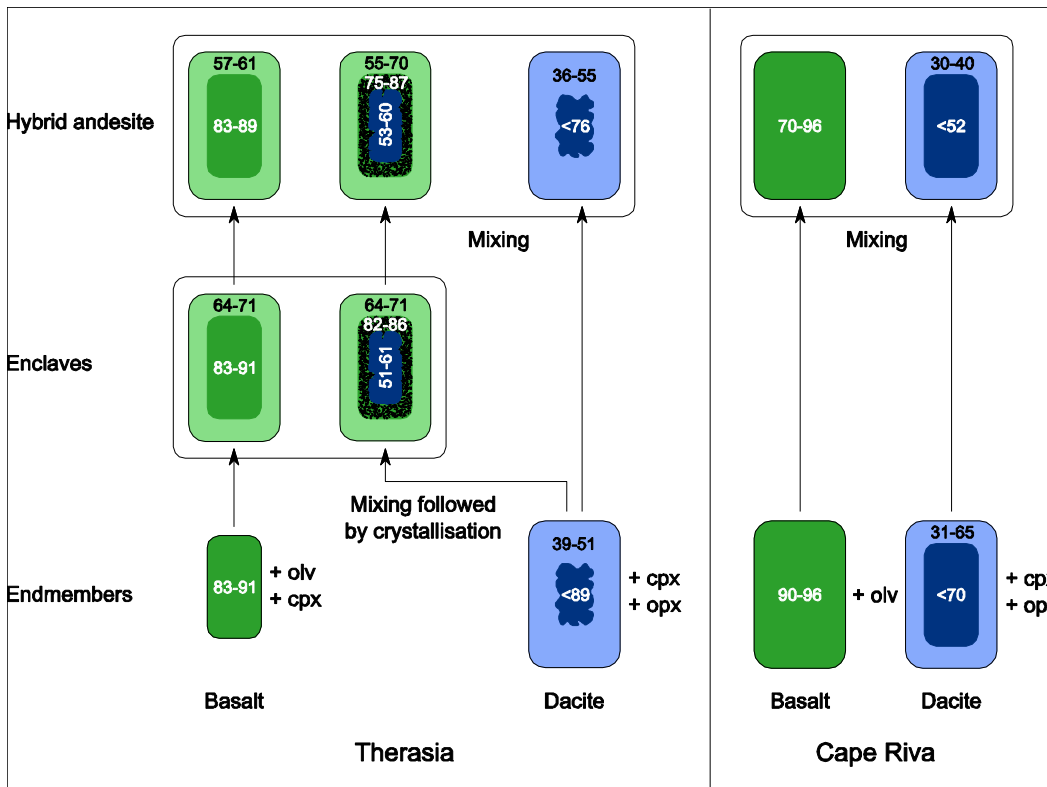 57-61
55-70
36-55
30-40
75-87
Hybrid andesite
83-89
53-60
<76
70-96
<52
Mixing
Mixing
64-71
64-71
82-86
Enclaves
83-91
51-61
Mixing followed
by crystallisation
31-65
39-51
Endmembers
83-91
+ olv
+ cpx
<89
+ cpx
+ opx
90-96
+ olv
<70
+ cp
+ op
Basalt
Dacite
Basalt
Dacite
Therasia
Cape Riva